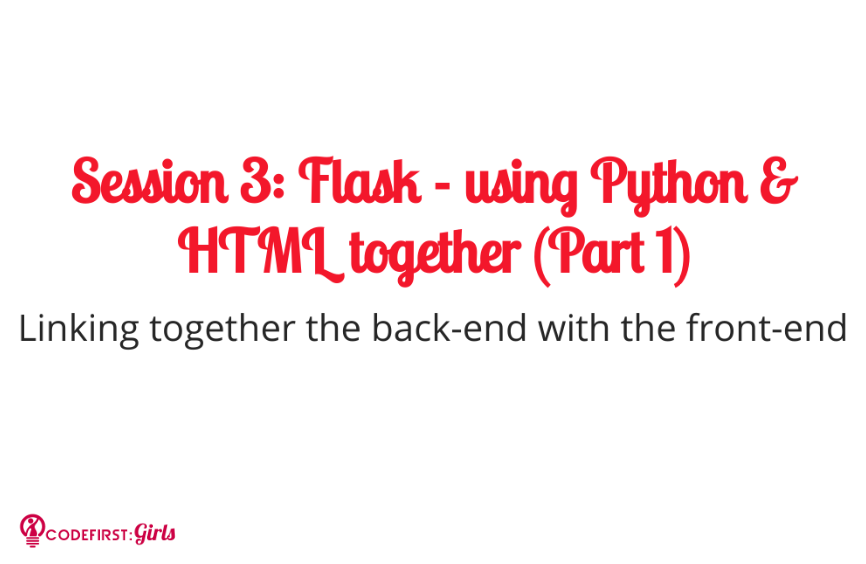 Session 3: Flask - using Python &
HTML together (Part 1)
Linking together the back-end with the front-end
CODEFIRST:Girls